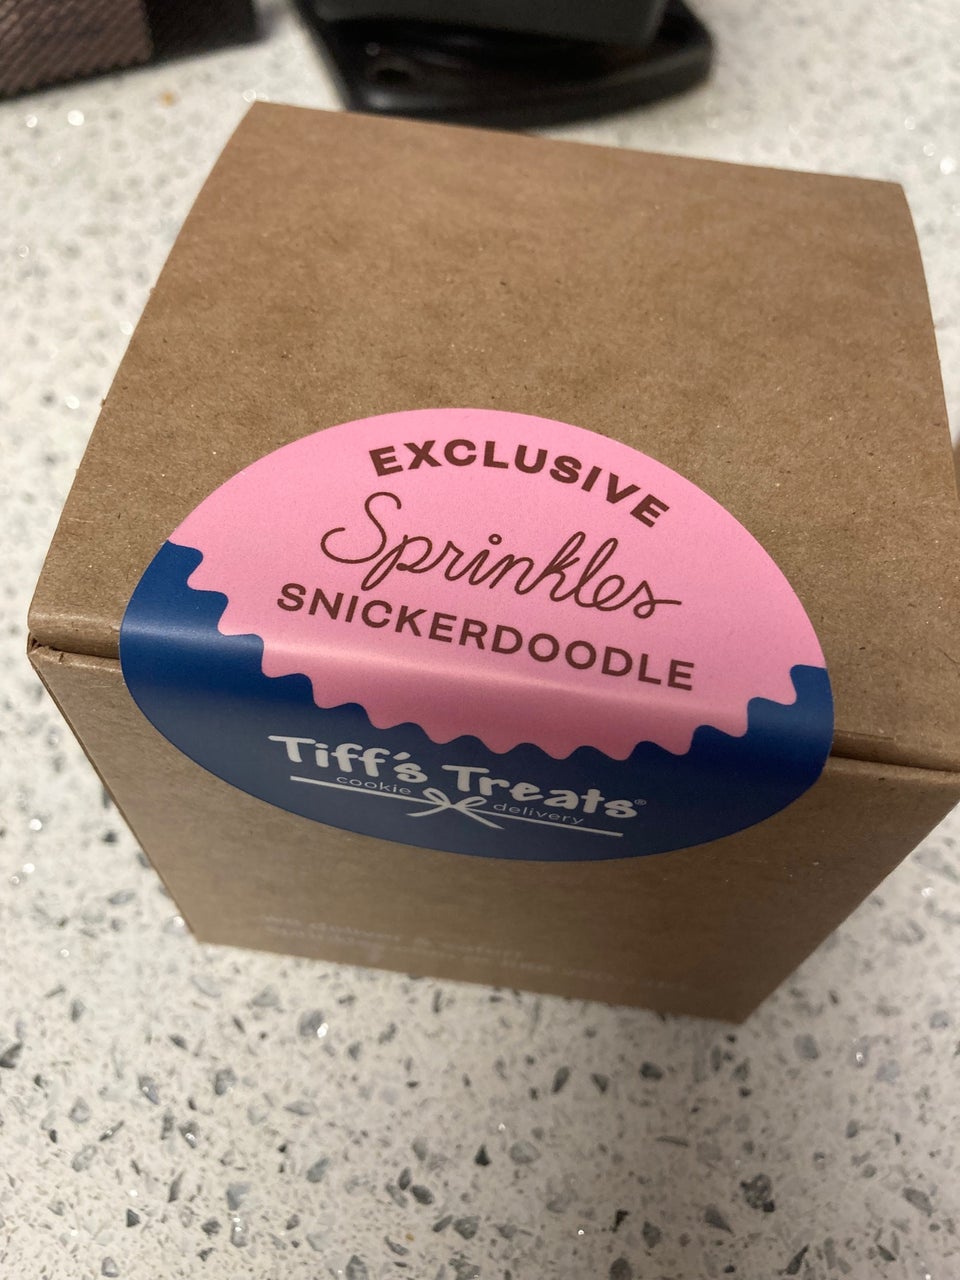 EXCLUSIVE
Sprinkles
SNICKERDOODLE
Tiff's Treats®
cookie delivery